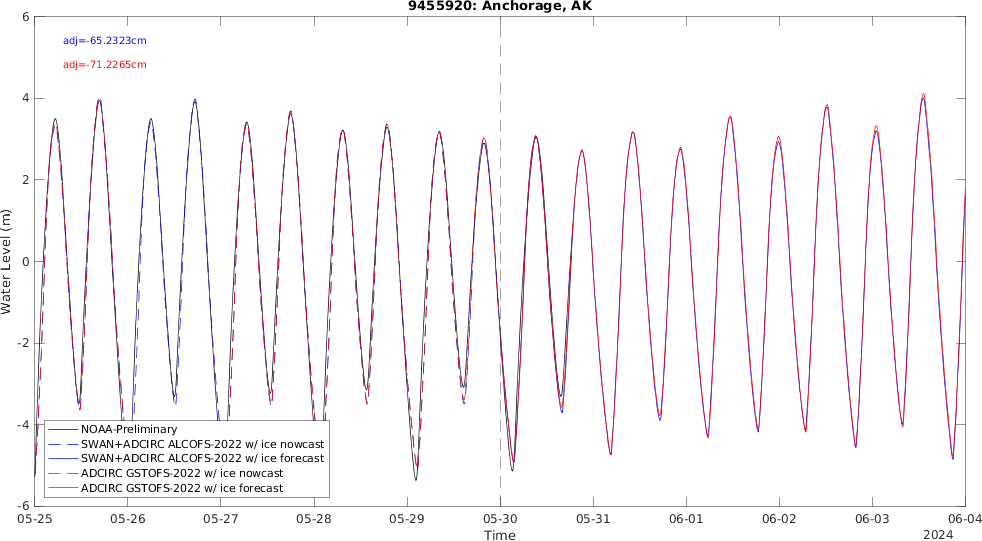 9455920: Anchorage, AK
adj=-65.2323cm
adj=-71.2265cm
Water Level (m)
6
4
2
0
-2
-4
-6
NOAA-Preliminary
SWAN+ADCIRC ALCOFS-2022 w/ ice nowcast
SWAN+ADCIRC ALCOFS-2022 w/ ice forecast
ADCIRC GSTOFS-2022 w/ ice nowcast
ADCIRC GSTOFS-2022 w/ ice forecast
05-25 05-26 05-27 05-28 05-29 05-30 05-31 06-01 06-02 06-03 06-04
Time
2024